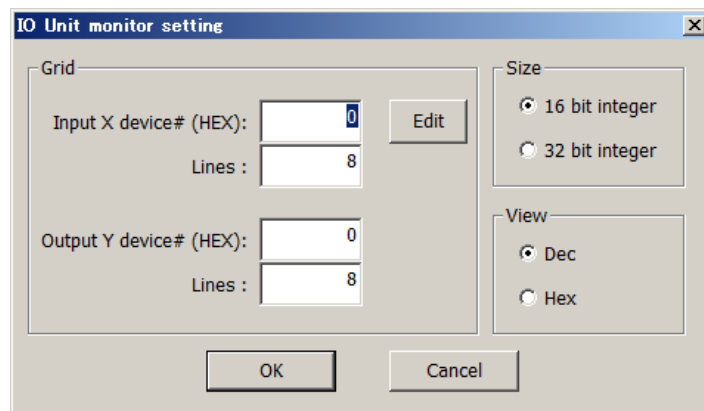 IO Unit monitor setting
Grid
Input X device# (HEX):
0
Edit
Lines :
8
Output Y device# (HEX):
0
Lines :
8
Size
16 bit integer
32 bit integer
View
Dec
Hex
OK
Cancel